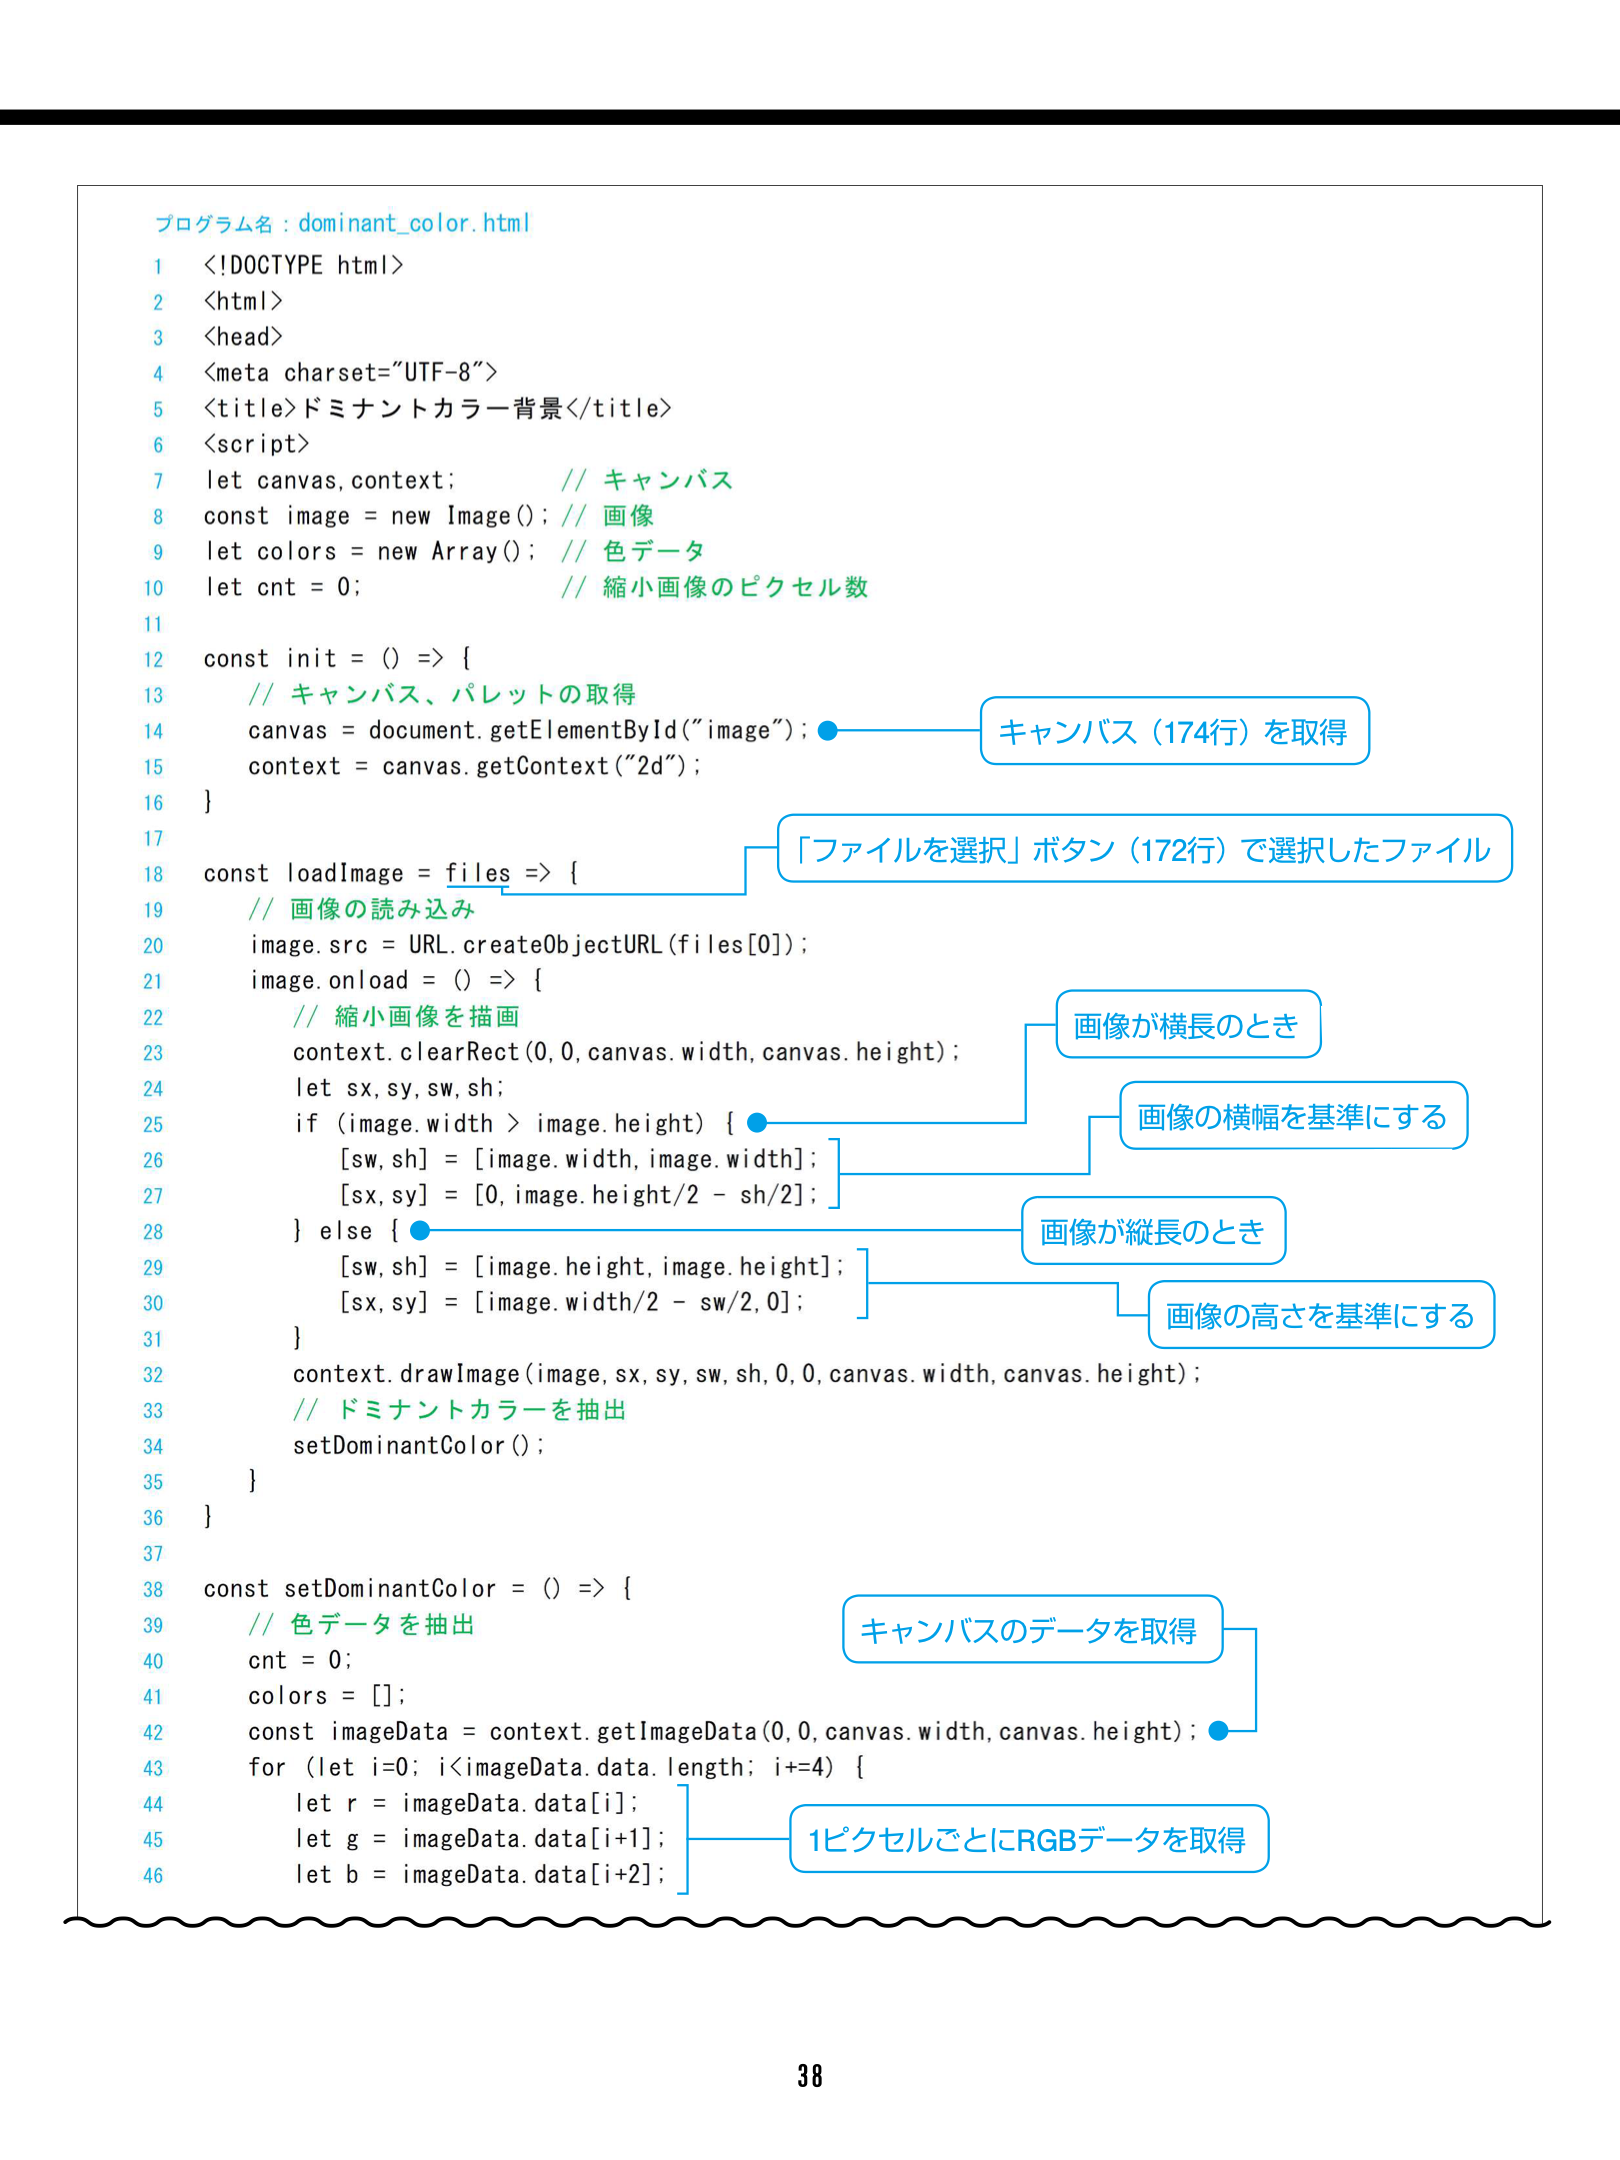 プログラム名：dominant_color.html
1 <!DOCTYPE html>
2 <html>
3 <head>
4 <meta charset="UTF-8">
5 <title>ドミナントカラー背景</title>
6 <script>
7 let canvas,context; // キャンバス
8 const image = new Image(); // 画像
9 let colors = new Array(); // 色データ
10 let cnt = 0; // 縮小画像のピクセル数
11
12 const init = () => {
13 // キャンバス、パレットの取得
14 canvas = document.getElementById("image"); キャンバス（174行）を取得
15 context = canvas.getContext("2d");
16 }
17
「ファイルを選択」ボタン（172行）で選択したファイル
18 const loadImage = files => {
19 // 画像の読み込み
20 image.src = URL.createObjectURL(files[0]);
21 image.onload = () => {
22 // 縮小画像を描画
画像が横長のとき
23 context.clearRect(0,0,canvas.width,canvas.height);
24 let sx,sy,sw,sh;
25 if (image.width > image.height) {
画像の横幅を基準にする
26 [sw,sh] = [image.width,image.width];
27 [sx,sy] = [0,image.height/2 - sh/2];
28 } else { 画像が縦長のとき
29 [sw,sh] = [image.height,image.height];
30 [sx,sy] = [image.width/2 - sw/2,0];
画像の高さを基準にする
31 }
32 context.drawImage(image,sx,sy,sw,sh,0,0,canvas.width,canvas.height);
33 // ドミナントカラーを抽出
34 setDominantColor();
35 }
36 }
37
38 const setDominantColor = () => {
39 // 色データを抽出
キャンバスのデータを取得
40 cnt = 0;
41 colors = [];
42 const imageData = context.getImageData(0,0,canvas.width,canvas.height);
43 for (let i=0; i<imageData.data.length; i+=4) {
44 let r = imageData.data[i];
45 let g = imageData.data[i+1]; 1ピクセルごとにRGBデータを取得
46 let b = imageData.data[i+2];
38